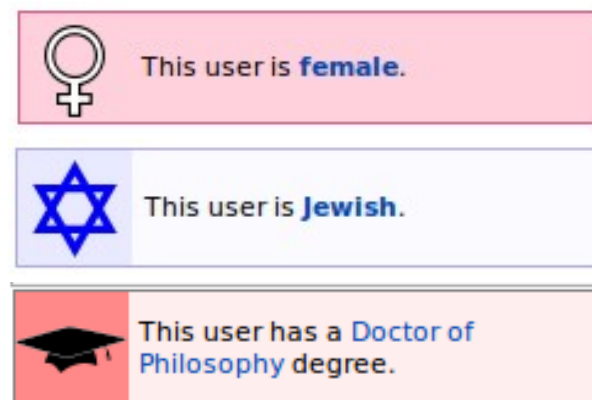 This user is female.
This user is Jewish.
This user has a Doctor of
Philosophy degree.